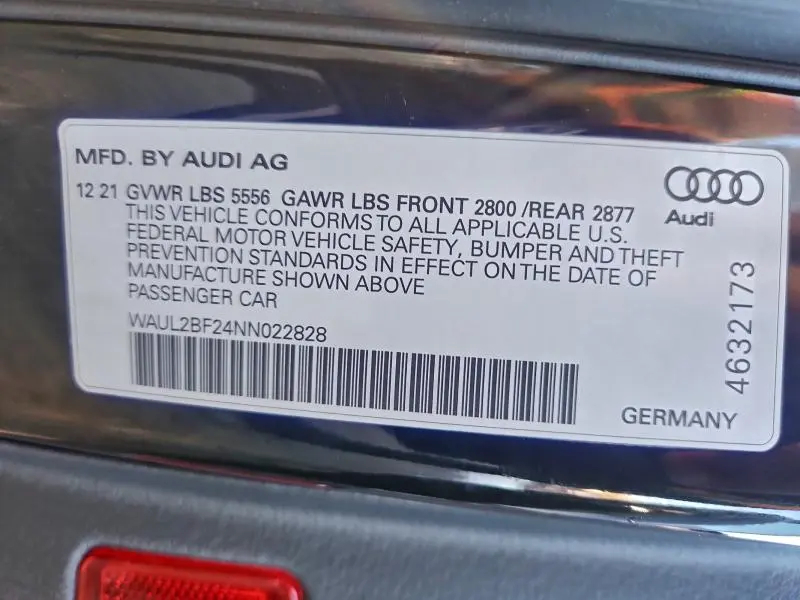 MFD. BY AUDI AG
12 21 GVWR LBS 5556 GAWR LBS FRONT 2800 /REAR 2877
THIS VEHICLE CONFORMS TO ALL APPLICABLE U.S.
FEDERAL MOTOR VEHICLE SAFETY, BUMPER AND THEFT
PREVENTION STANDARDS IN EFFECT ON THE DATE OF
MANUFACTURE SHOWN ABOVE
PASSENGER CAR
WAUL2BF24NN022828
Audi
4632173
GERMANY